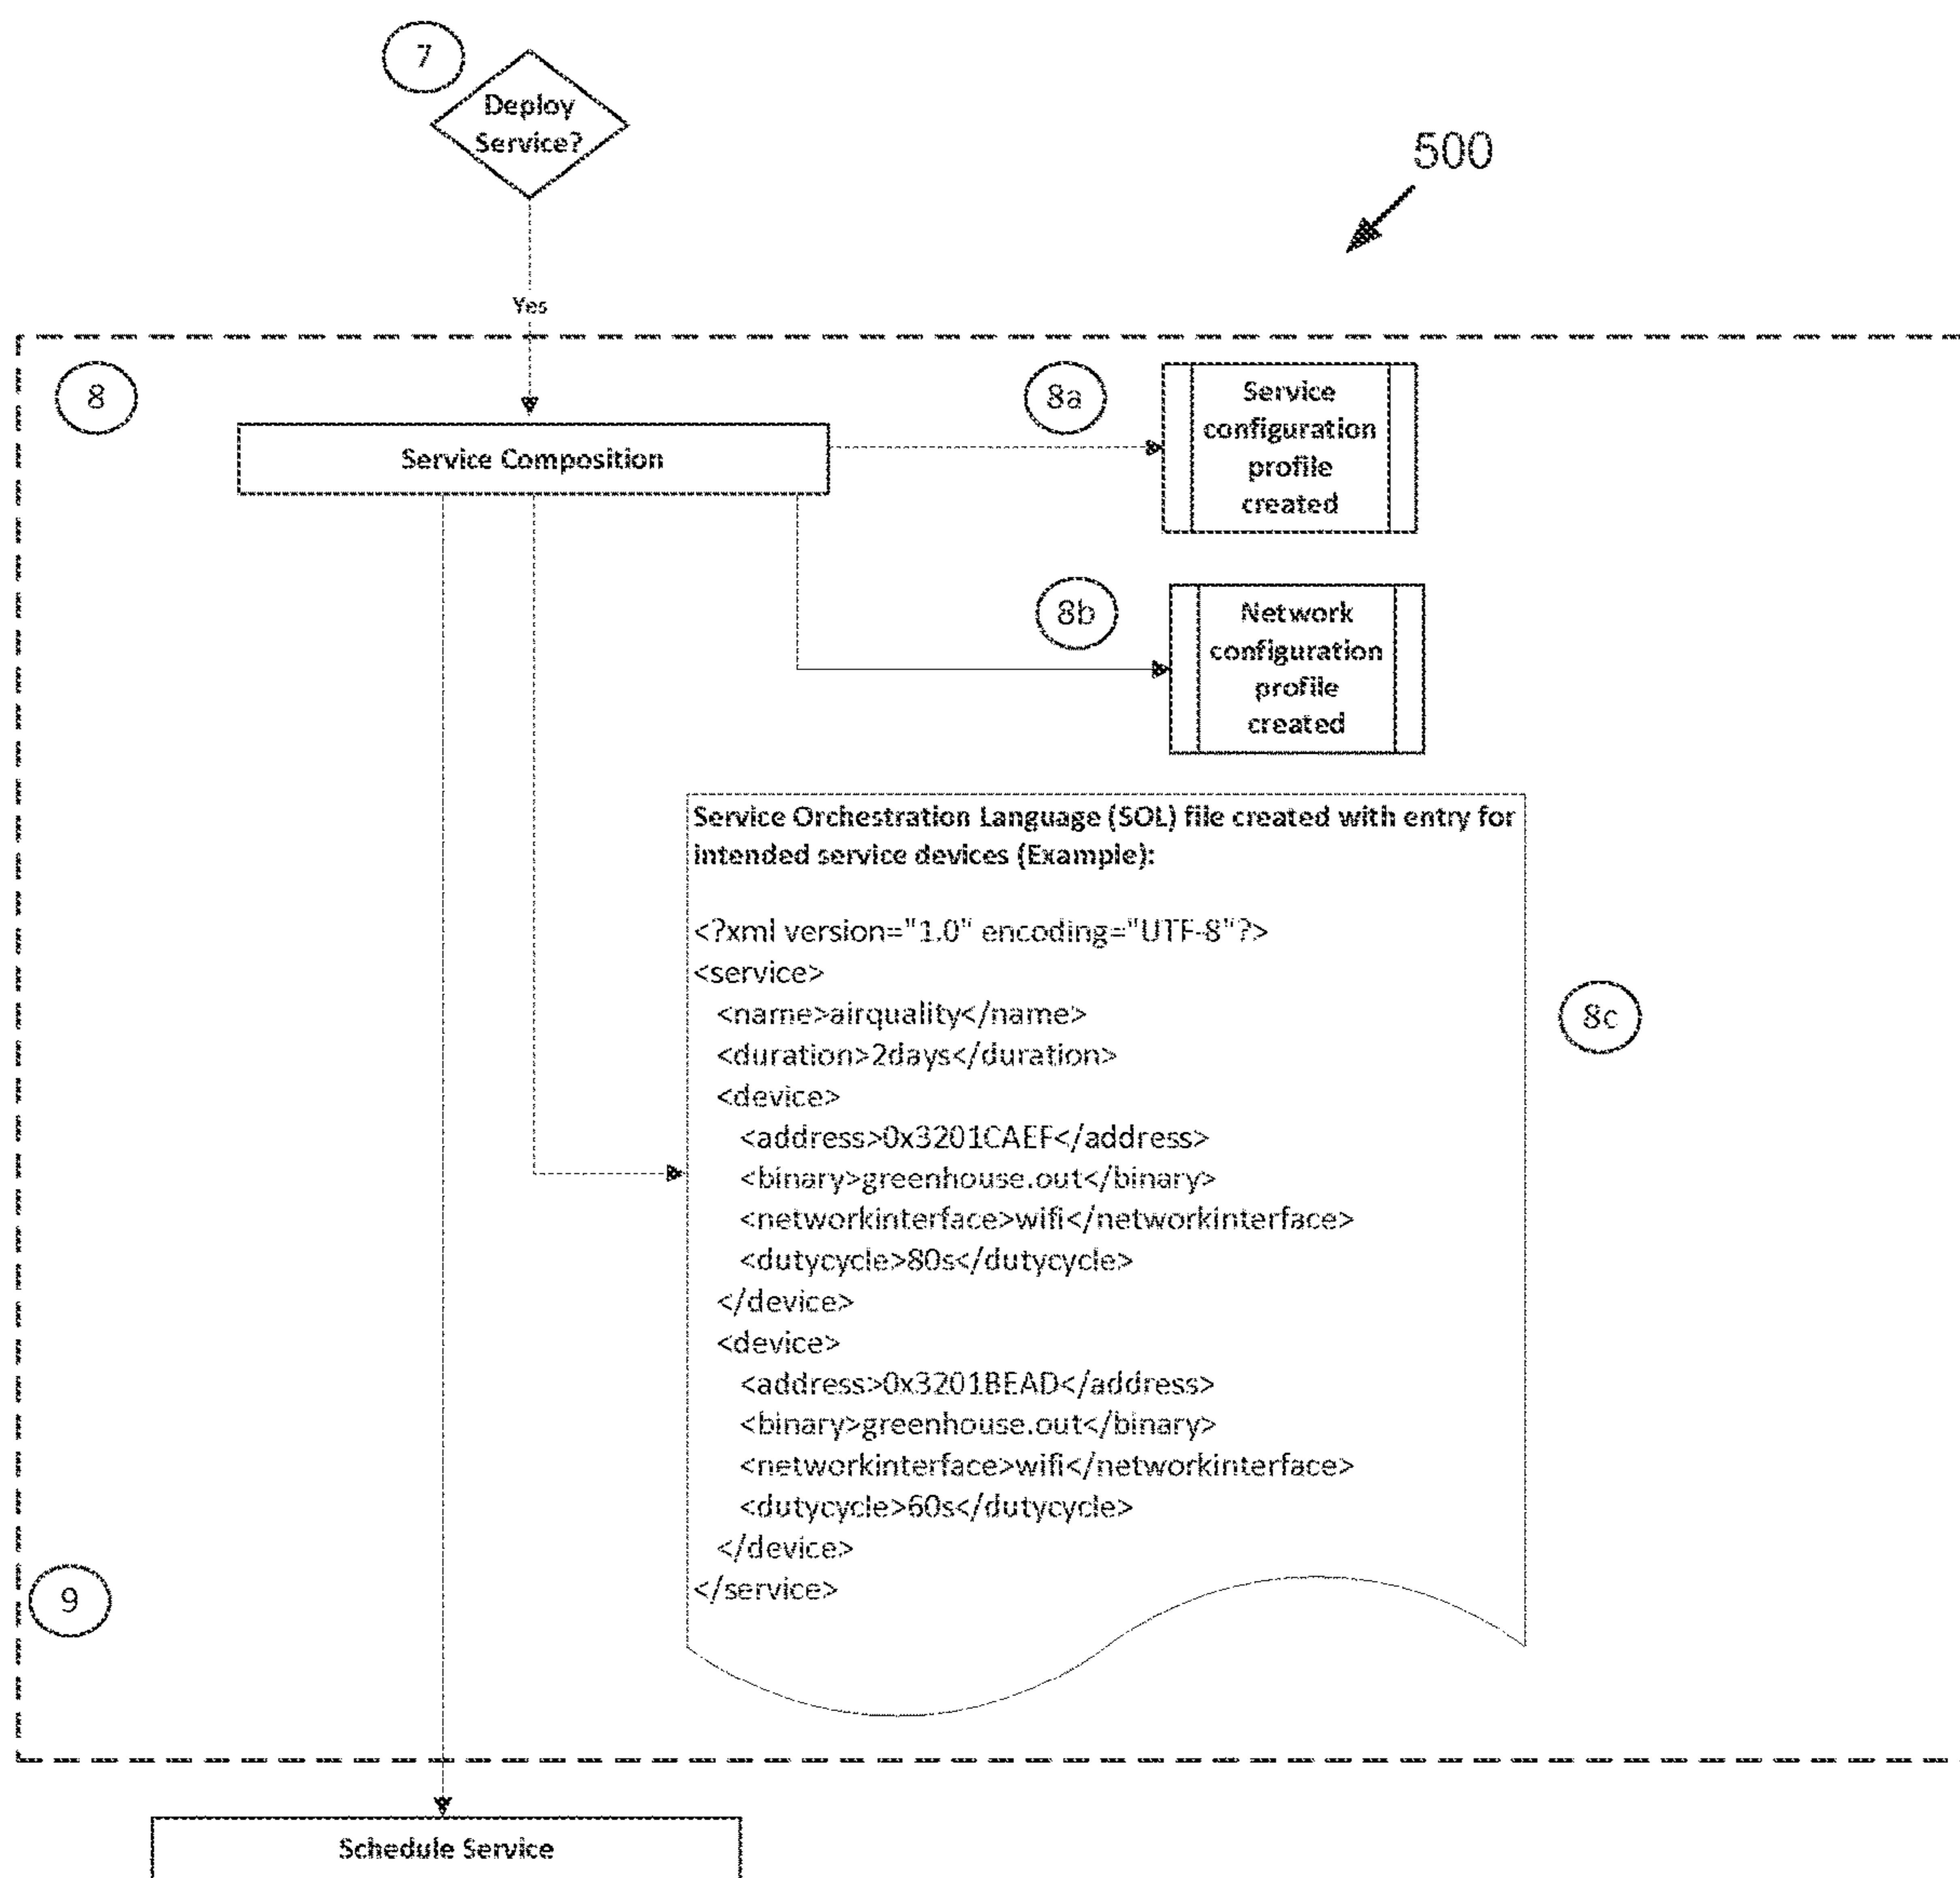 7
Deploy
Service?
500
Yes
8
Service Composition
8a
Service
configuration
profile
created
8b
Network
configuration
profile
created
Service Orchestration Language (SOL) file created with entry for
intended service devices (Example):
<?xml version="1.0" encoding="UTF-8"?>
<service>
<name>airquality</name>
<duration>2days</duration>
<device>
<address>0x3201CAEF</address>
<binary>greenhouse.out</binary>
<networkinterface>wifi</networkinterface>
<dutycycle>80s</dutycycle>
</device>
<device>
<address>0x3201BEAD</address>
<binary>greenhouse.out</binary>
<networkinterface>wifi</networkinterface>
<dutycycle>60s</dutycycle>
</device>
</service>
8c
9
Schedule Service